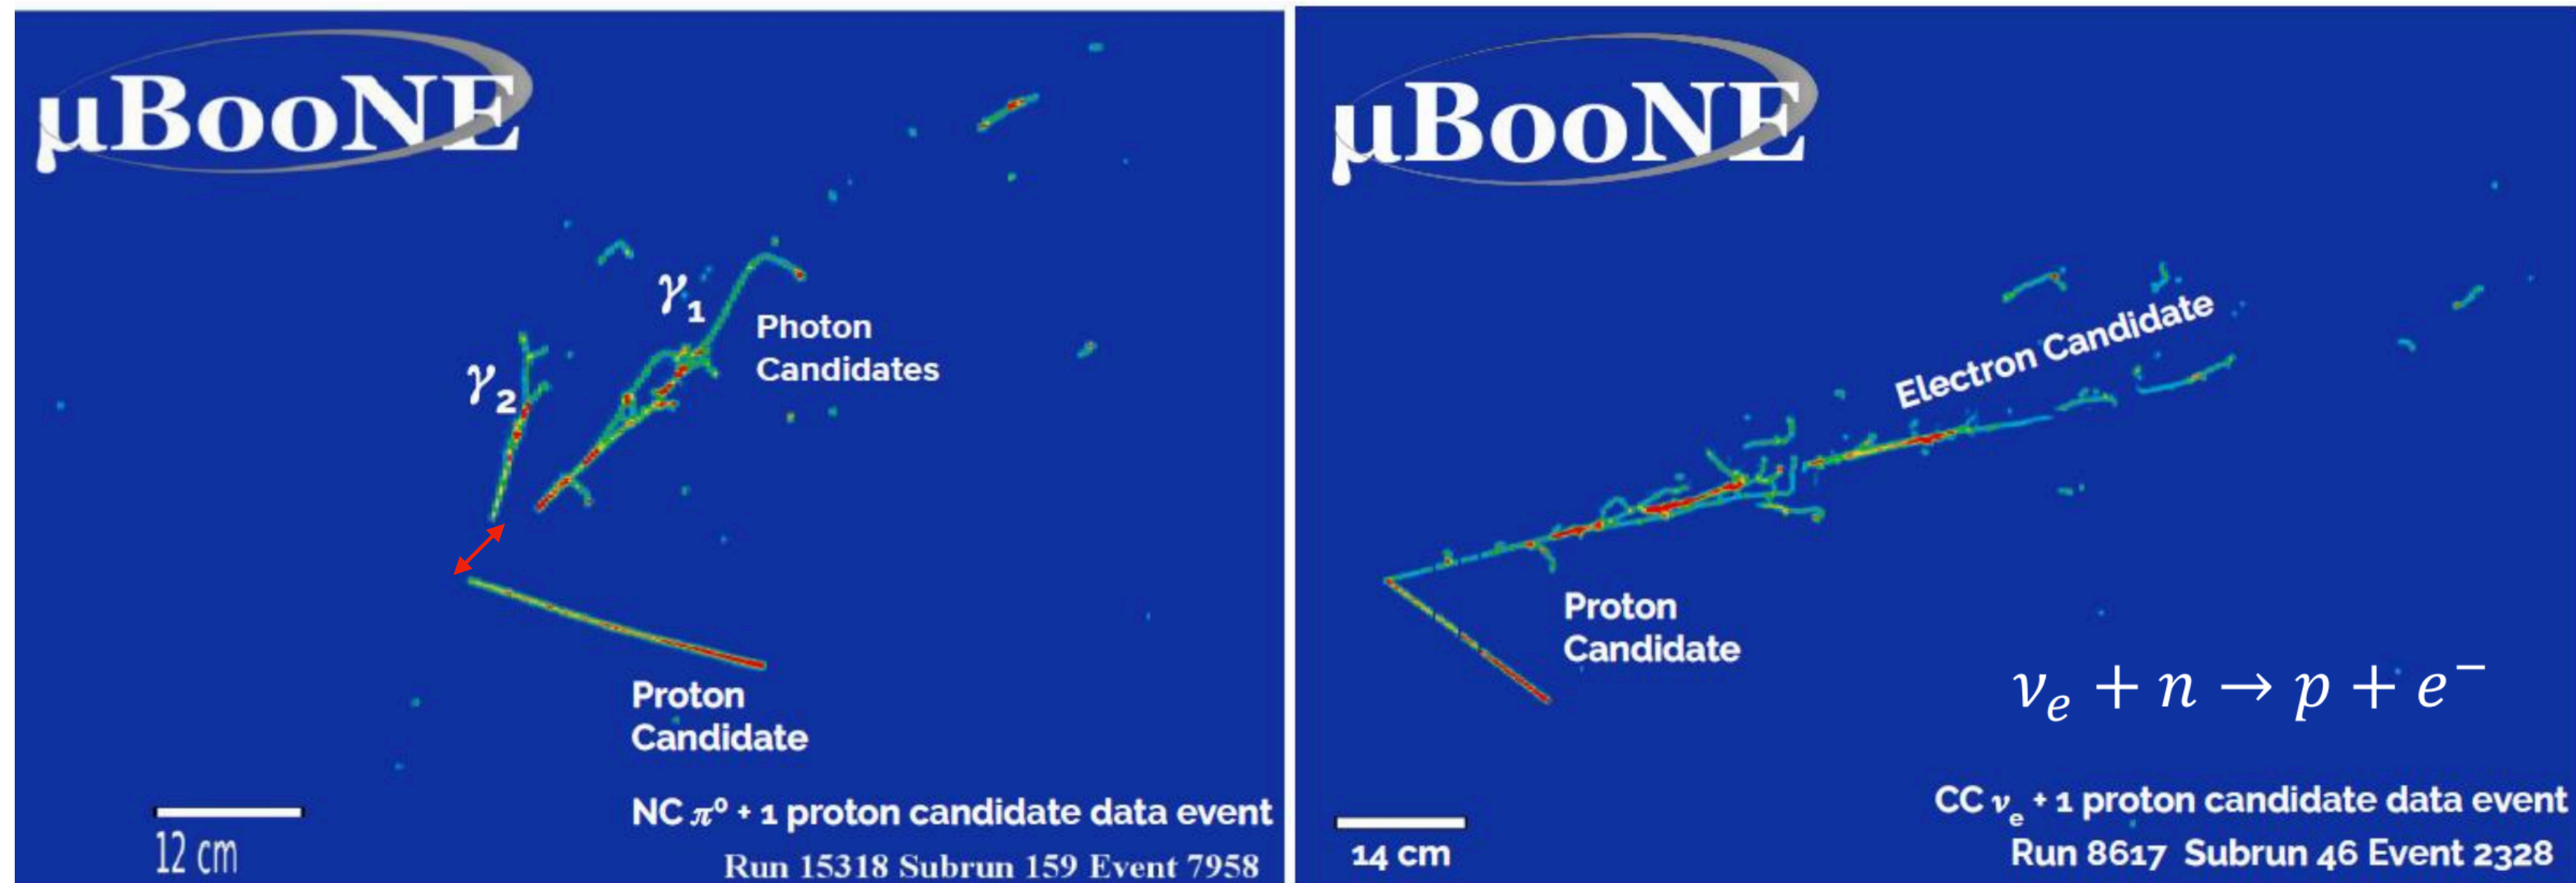 µBooNE
γ₁
Photon
Candidates
γ₂
Proton
Candidate
12 cm
NC π⁰ + 1 proton candidate data event
Run 15318 Subrun 159 Event 7958
µBooNE
Electron Candidate
Proton
Candidate
νₑ + n → p + e⁻
14 cm
CC νₑ + 1 proton candidate data event
Run 8617 Subrun 46 Event 2328